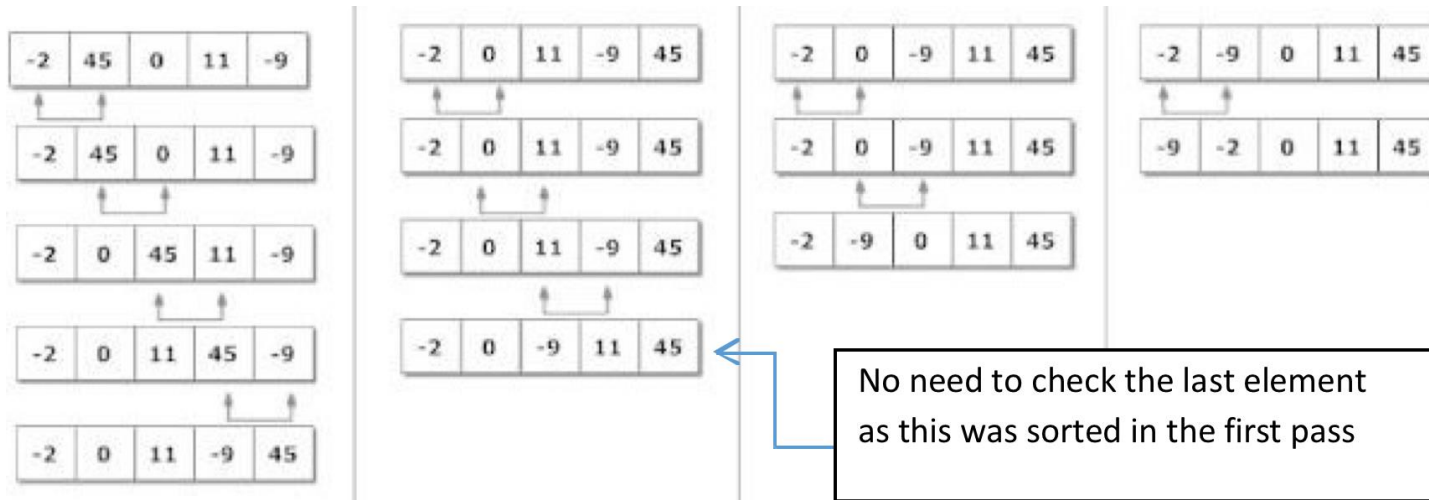 -2 45 0 11 -9
-2 45 0 11 -9
-2 0 45 11 -9
-2 0 11 45 -9
-2 0 11 -9 45
-2 0 11 -9 45
-2 0 11 -9 45
-2 0 11 -9 45
-2 0 -9 11 45
-2 0 -9 11 45
-2 0 -9 11 45
-2 -9 0 11 45
-2 -9 0 11 45
-9 -2 0 11 45
No need to check the last element
as this was sorted in the first pass